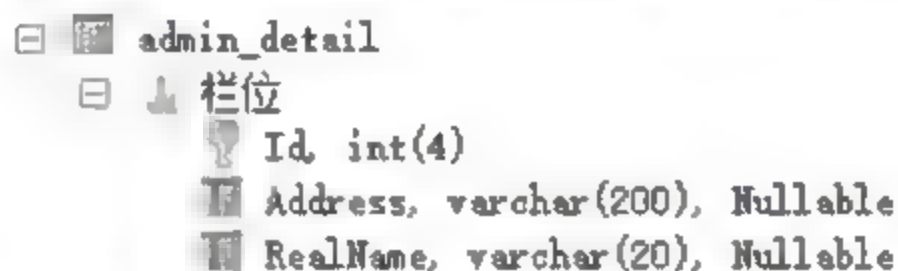 admin_detail
栏位
Id, int(4)
Address, varchar(200), Nullable
RealName, varchar(20), Nullable